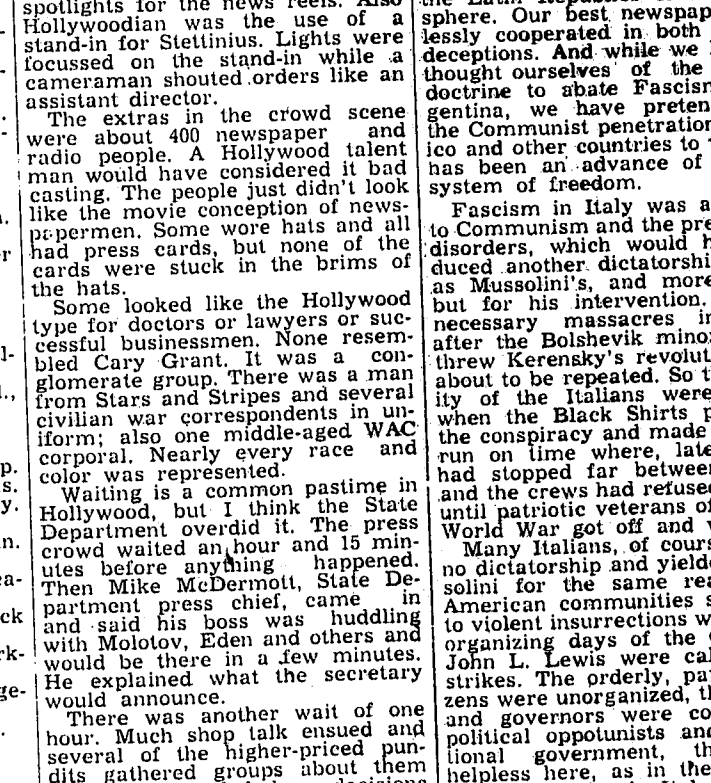 spotlights for the news reels. Also
Hollywoodian was the use of a
stand-in for Stettinius. Lights were
focussed on the stand-in while a
cameraman shouted orders like an
assistant director.
The extras in the crowd scene
were about 400 newspaper and
radio people. A Hollywood talent
man would have considered it bad
casting. The people just didn't look
like the movie conception of news-
papermen. Some wore hats and all
had press cards, but none of the
cards were stuck in the brims of
the hats.
Some looked like the Hollywood
type for doctors or lawyers or suc-
cessful businessmen. None resem-
bled Cary Grant. It was a con-
glomerate group. There was a man
from Stars and Stripes and several
civilian war correspondents in un-
iform; also one middle-aged WAC
corporal. Nearly every race and
color was represented.
Waiting is a common pastime in
Hollywood, but I think the State
Department overdid it. The press
crowd waited an hour and 15 min-
utes before anything happened.
Then Mike McDermott, State De-
partment press chief, came in
and said his boss was huddling
with Molotov, Eden and others and
would be there in a few minutes.
He explained what the secretary
would announce.
There was another wait of one
hour. Much shop talk ensued and
several of the higher-priced pun-
dits gathered groups about them
decisions
the Latin
sphere. Our best newspap
lessly cooperated in both
deceptions. And while we
thought ourselves of the
doctrine to abate Fascism
gentina, we have preten
the Communist penetration
ico and other countries to
has been an advance of
system of freedom.
Fascism in Italy was a
to Communism and the pre
disorders, which would h
duced another dictatorshi
as Mussolini's, and more
but for his intervention.
necessary massacres in
after the Bolshevik mino
threw Kerensky's revolut
about to be repeated. So t
ity of the Italians were
when the Black Shirts p
the conspiracy and made
run on time where, late
had stopped far between
and the crews had refused
until patriotic veterans of
World War got off and v
Many Italians, of cours
no dictatorship and yielde
solini for the same rea
American communities s
to violent insurrections w
organizing days of the
John L. Lewis were cal
strikes. The orderly, pa
zens were unorganized, th
and governors were co
political oppotunists and
tional government, th
helpless here, as in the